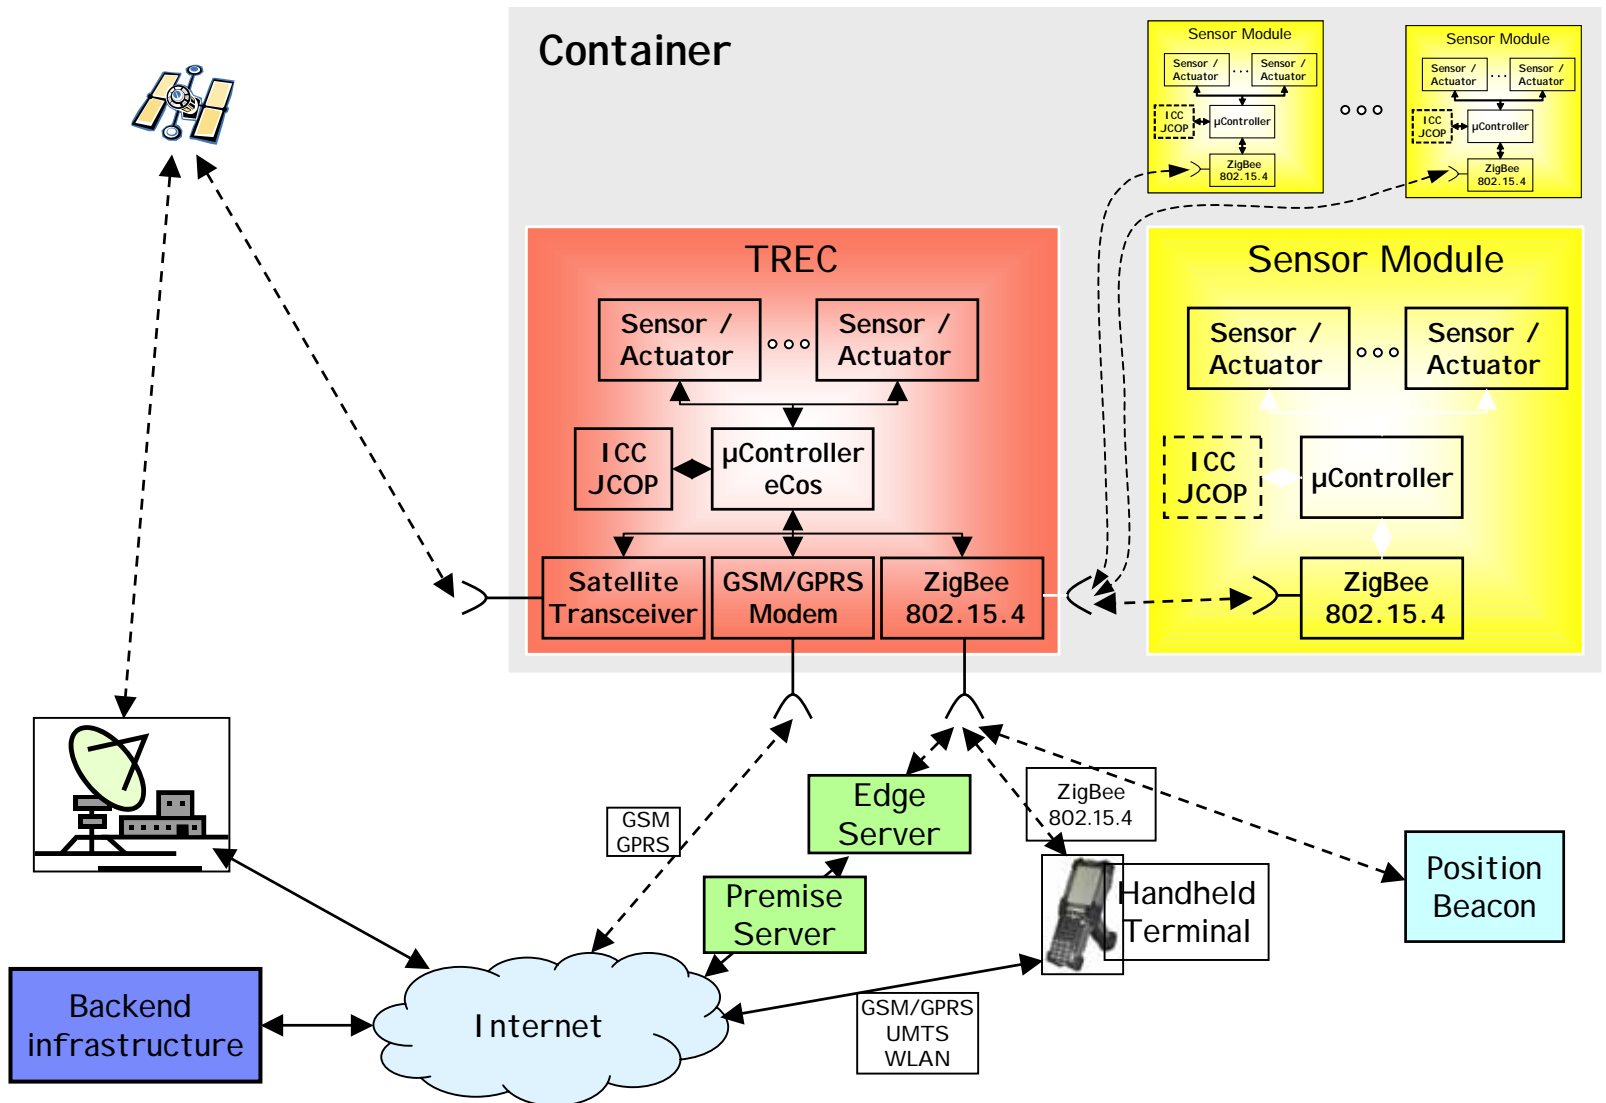 Container
Sensor Module
Sensor /
Actuator
Sensor /
Actuator
ICC
JCOP
µController
ZigBee
802.15.4
Sensor Module
Sensor /
Actuator
Sensor /
Actuator
ICC
JCOP
µController
ZigBee
802.15.4
TREC
Sensor /
Actuator
Sensor /
Actuator
ICC
JCOP
µController
eCos
Satellite
Transceiver
GSM/GPRS
Modem
ZigBee
802.15.4
Sensor Module
Sensor /
Actuator
Sensor /
Actuator
ICC
JCOP
µController
ZigBee
802.15.4
GSM
GPRS
Edge
Server
Premise
Server
ZigBee
802.15.4
Handheld
Terminal
Position
Beacon
Backend
infrastructure
Internet
GSM/GPRS
UMTS
WLAN